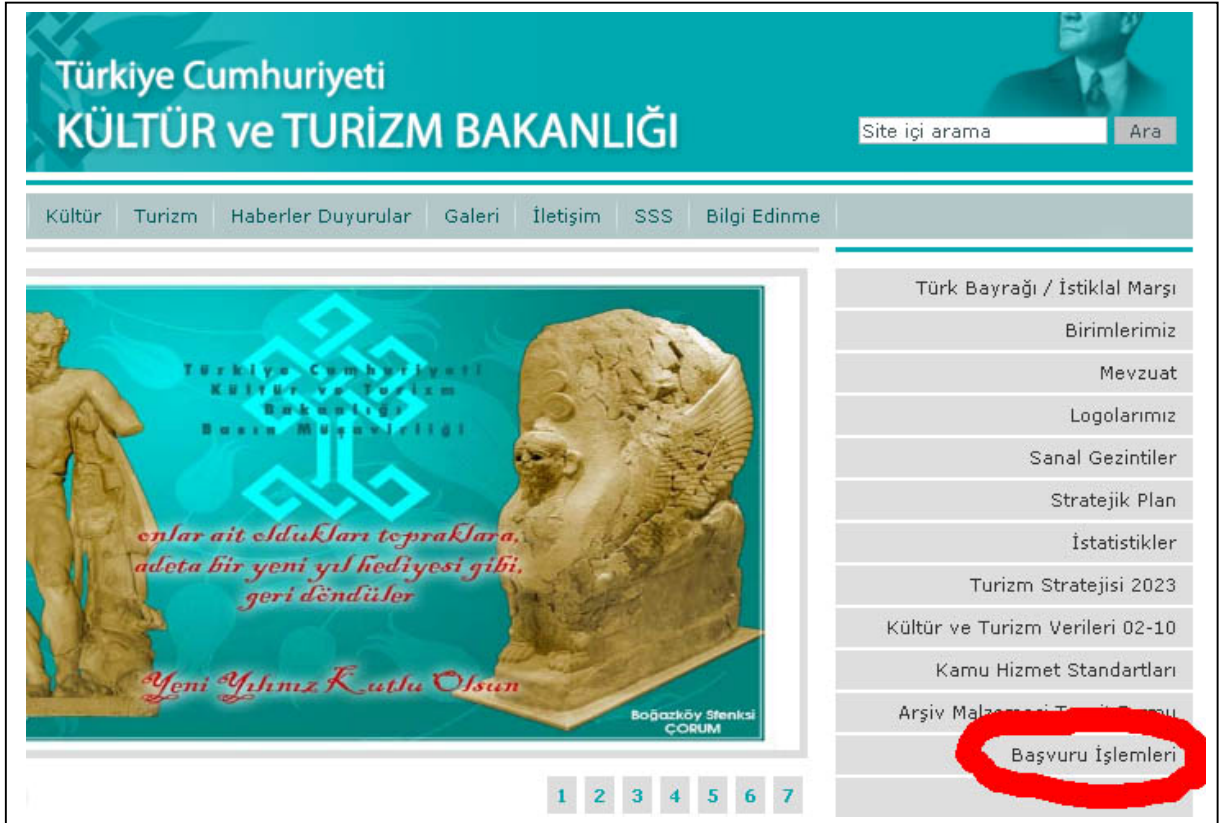 Türkiye Cumhuriyeti
KÜLTÜR ve TURİZM BAKANLIĞI
Site içi arama
Ara
Kültür
Turizm
Haberler Duyurular
Galeri
İletişim
SSS
Bilgi Edinme
Türkiye Cumhuriyeti
Kültür ve Turizm
Bakanlığı
Basın Müşavirliği
onlar ait oldukları topraklara,
adeta bir yeni yıl hediyesi gibi,
geri döndüler
Yeni Yılınız Kutlu Olsun
Boğazköy Sfenksi
ÇORUM
1 2 3 4 5 6 7
Türk Bayrağı / İstiklal Marşı
Birimlerimiz
Mevzuat
Logolarımız
Sanal Gezintiler
Stratejik Plan
İstatistikler
Turizm Stratejisi 2023
Kültür ve Turizm Verileri 02-10
Kamu Hizmet Standartları
Arşiv Malzemesi
Başvuru İşlemleri